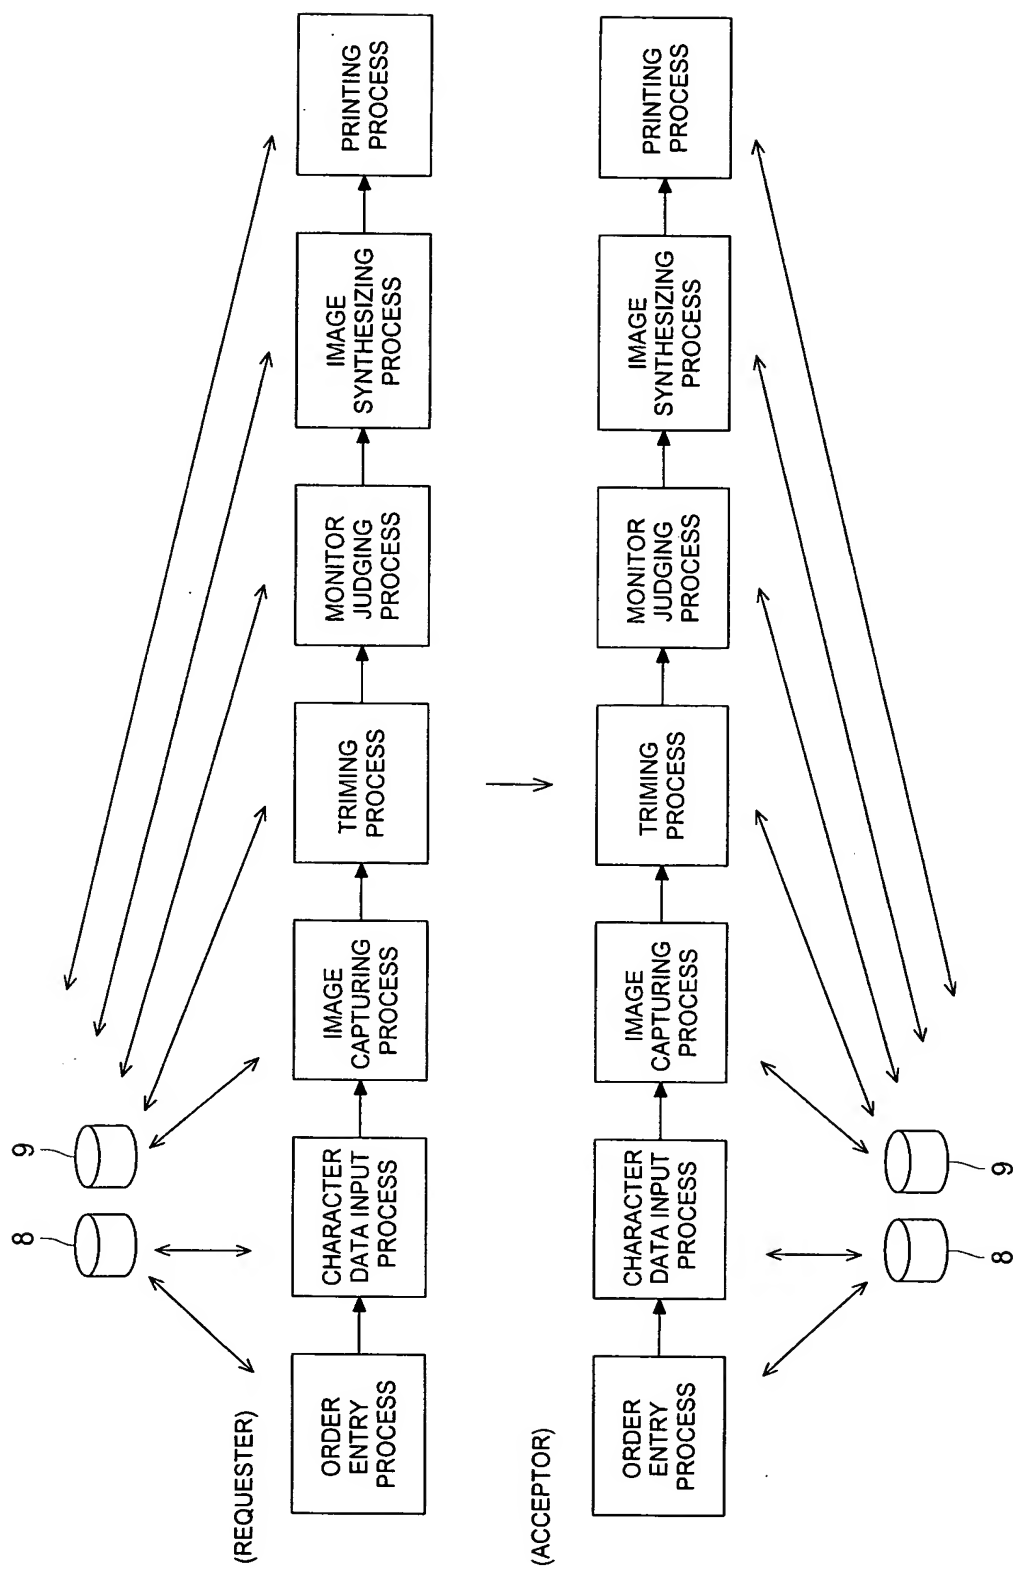 8
9
(REQUESTER)
ORDER
ENTRY
PROCESS
CHARACTER
DATA INPUT
PROCESS
IMAGE
CAPTURING
PROCESS
TRIMING
PROCESS
MONITOR
JUDGING
PROCESS
IMAGE
SYNTHESIZING
PROCESS
PRINTING
PROCESS
(ACCEPTOR)
ORDER
ENTRY
PROCESS
CHARACTER
DATA INPUT
PROCESS
IMAGE
CAPTURING
PROCESS
TRIMING
PROCESS
MONITOR
JUDGING
PROCESS
IMAGE
SYNTHESIZING
PROCESS
PRINTING
PROCESS
8
9